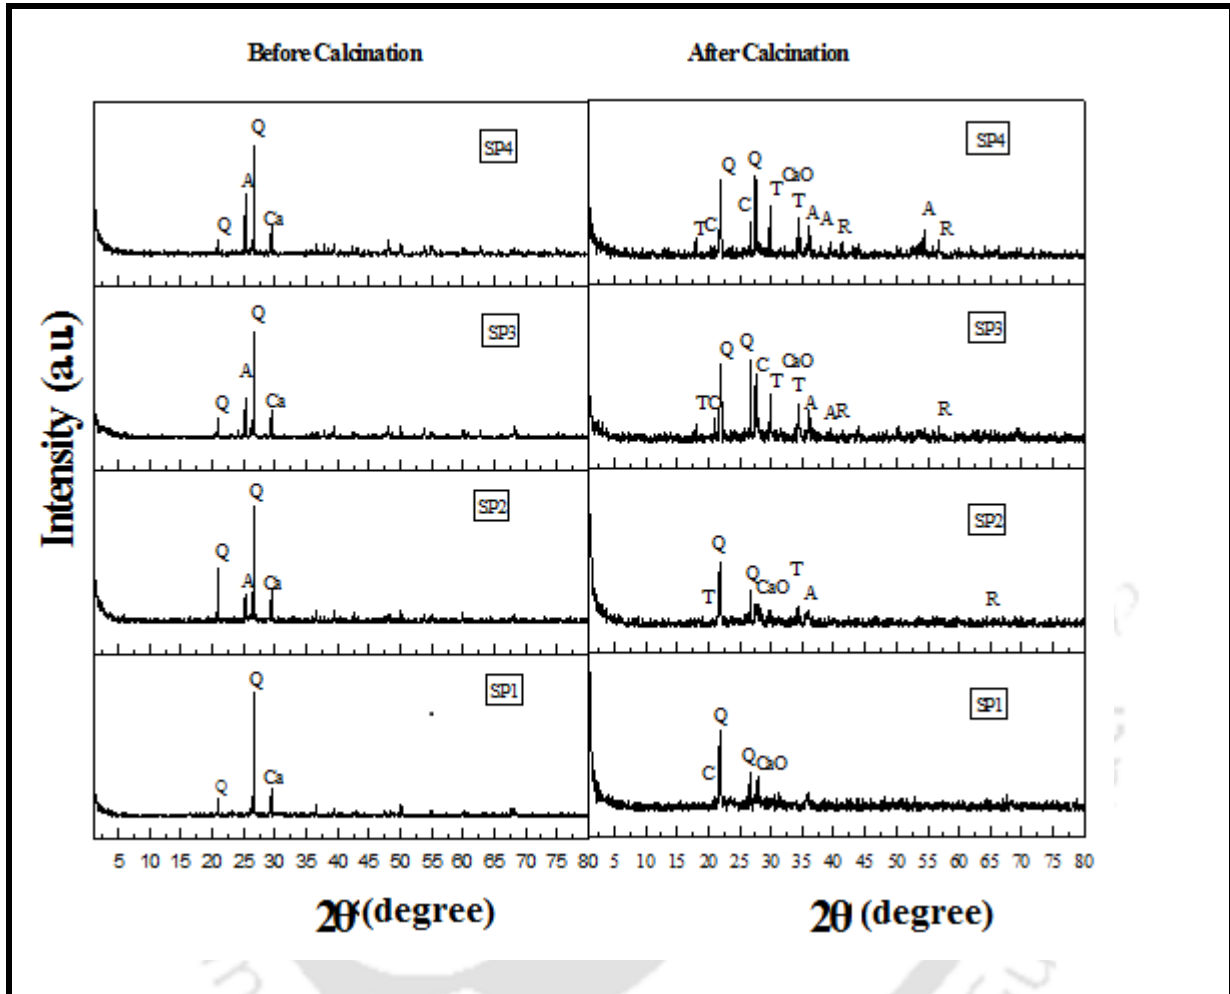 Before Calcination After Calcination
Intensity (a.u.)
Q
A
Q
Ca
SP4
Q
A
Q
Ca
SP3
Q
Q
A
Ca
SP2
Q
Q
Ca
SP1
T C Q C Q T CaO T A A R A R
SP4
T C Q Q C T CaO T A A R R
SP3
T Q Q CaO T A R
SP2
C Q Q CaO
SP1
5 10 15 20 25 30 35 40 45 50 55 60 65 70 75 80 5 10 15 20 25 30 35 40 45 50 55 60 65 70 75 80
2θ (degree) 2θ (degree)